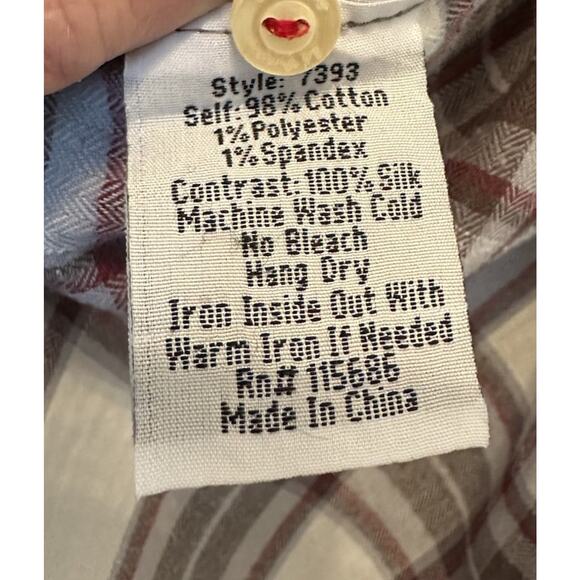 Style: 7393
Self: 98% Cotton
1% Polyester
1% Spandex
Contrast: 100% Silk
Machine Wash Cold
No Bleach
Hang Dry
Iron Inside Out With
Warm Iron If Needed
Rn# 115686
Made In China